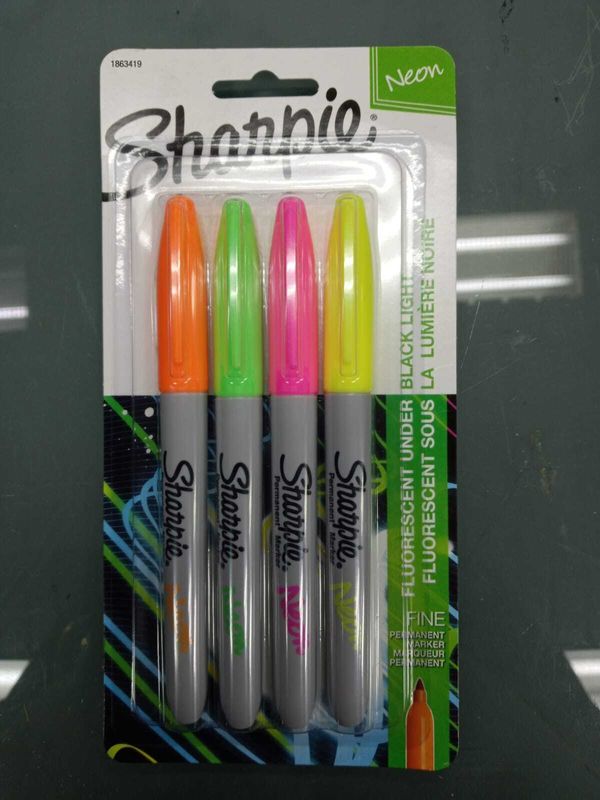 1863419
Neon
Sharpie®
FLUORESCENT UNDER BLACK LIGHT
FLUORESCENT SOUS LA LUMIÈRE NOIRE
Sharpie.
Neon
Sharpie.
Neon
Sharpie.
Permanent Marker
Neon
Sharpie.
Permanent Marker
Neon
FINE
PERMANENT
MARKER
MARQUEUR
PERMANENT